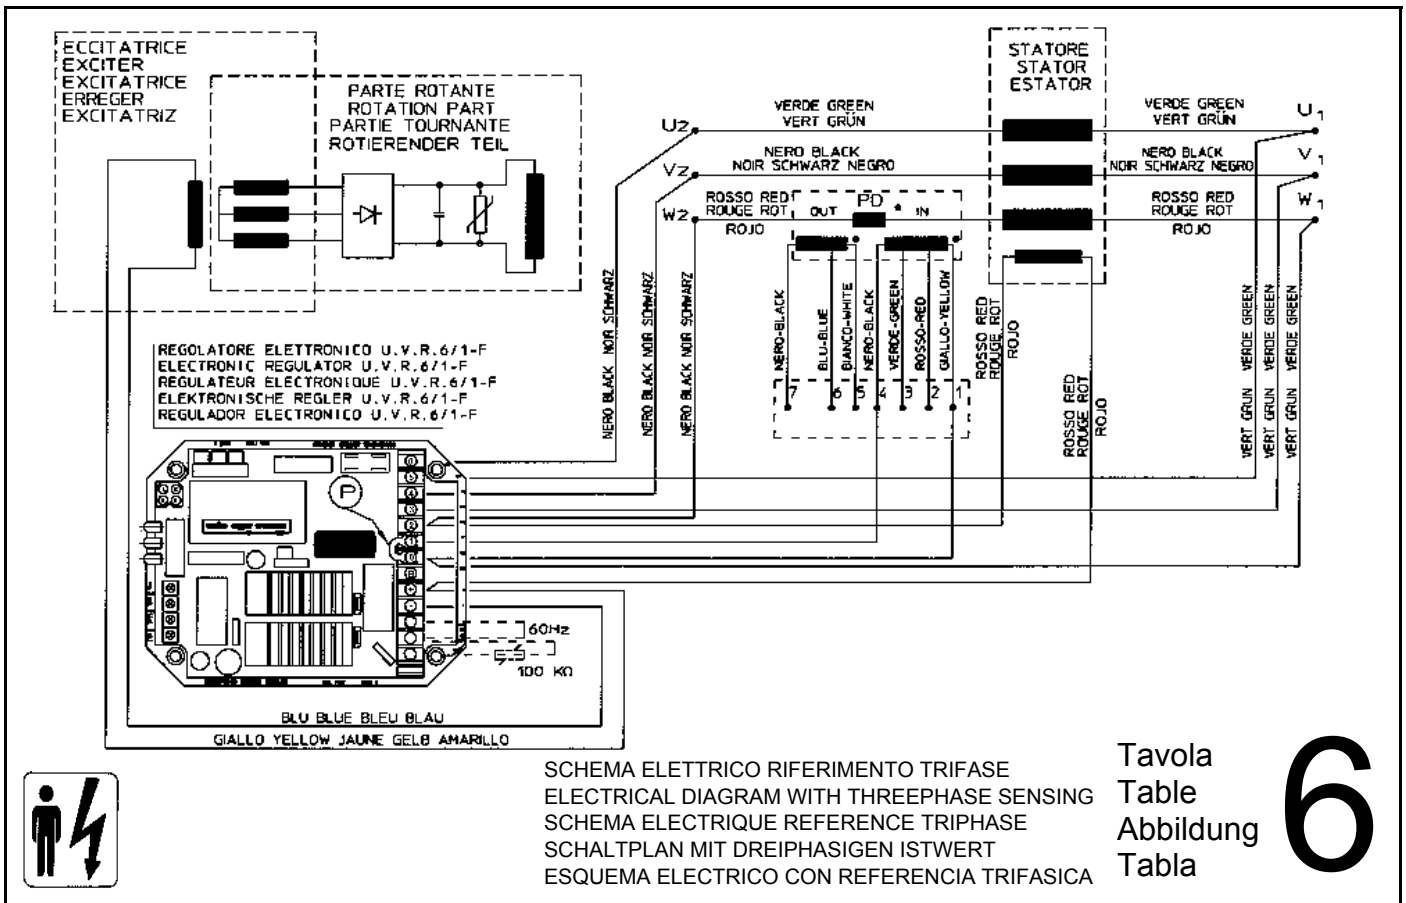 ECCITATRICE
EXCITER
EXCITATRICE
ERREGER
EXCITATRIZ
PARTE ROTANTE
ROTATION PART
PARTIE TOURNANTE
ROTIERENDER TEIL
STATORE
STATOR
ESTATOR
U2
VERDE GREEN
VERT GRÜN
VERDE GREEN
VERT GRÜN
U1
V2
NERO BLACK
NOIR SCHWARZ NEGRO
NERO BLACK
NOIR SCHWARZ NEGRO
V1
W2
ROSSO RED
ROUGE ROT
ROJO
OUT
PD
IN
ROSSO RED
ROUGE ROT
ROJO
W1
NERO BLACK NOIR SCHWARZ
NERO BLACK NOIR SCHWARZ
NERO BLACK NOIR SCHWARZ
NERO-BLACK
BLU-BLUE
BIANCO-WHITE
NERO-BLACK
VERDE-GREEN
ROSSO-RED
GIALLO-YELLOW
7 6 5 4 3 2 1
ROSSO RED
ROUGE ROT
ROJO
ROSSO RED
ROUGE ROT
ROJO
VERT GRUN VERDE GREEN
VERT GRUN VERDE GREEN
VERT GRUN VERDE GREEN
REGOLATORE ELETTRONICO U.V.R.6/1-F
ELECTRONIC REGULATOR U.V.R.6/1-F
REGULATEUR ELECTRONIQUE U.V.R.6/1-F
ELEKTRONISCHE REGLER U.V.R.6/1-F
REGULADOR ELECTRONICO U.V.R.6/1-F
P
60Hz
100 KΩ
BLU BLUE BLEU BLAU
GIALLO YELLOW JAUNE GELB AMARILLO
SCHEMA ELETTRICO RIFERIMENTO TRIFASE
ELECTRICAL DIAGRAM WITH THREEPHASE SENSING
SCHEMA ELECTRIQUE REFERENCE TRIPHASE
SCHALTPLAN MIT DREIPHASIGEN ISTWERT
ESQUEMA ELECTRICO CON REFERENCIA TRIFASICA
Tavola
Table
Abbildung
Tabla
6